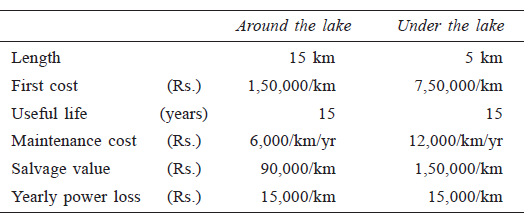 Around the lake Under the lake
Length 15 km 5 km
First cost (Rs.) 1,50,000/km 7,50,000/km
Useful life (years) 15 15
Maintenance cost (Rs.) 6,000/km/yr 12,000/km/yr
Salvage value (Rs.) 90,000/km 1,50,000/km
Yearly power loss (Rs.) 15,000/km 15,000/km